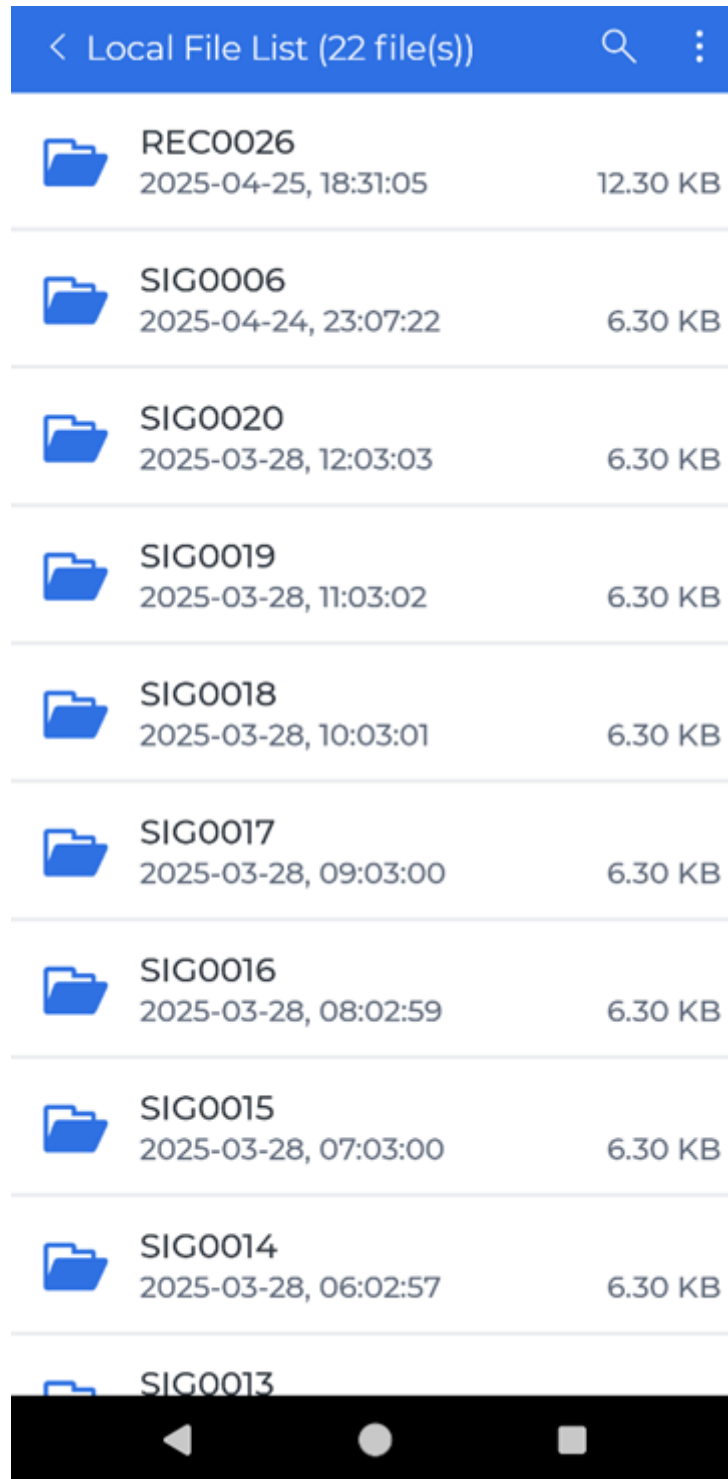 Local File List (22 file(s))
REC0026
2025-04-25, 18:31:05 12.30 KB
SIG0006
2025-04-24, 23:07:22 6.30 KB
SIG0020
2025-03-28, 12:03:03 6.30 KB
SIG0019
2025-03-28, 11:03:02 6.30 KB
SIG0018
2025-03-28, 10:03:01 6.30 KB
SIG0017
2025-03-28, 09:03:00 6.30 KB
SIG0016
2025-03-28, 08:02:59 6.30 KB
SIG0015
2025-03-28, 07:03:00 6.30 KB
SIG0014
2025-03-28, 06:02:57 6.30 KB
SIG0013